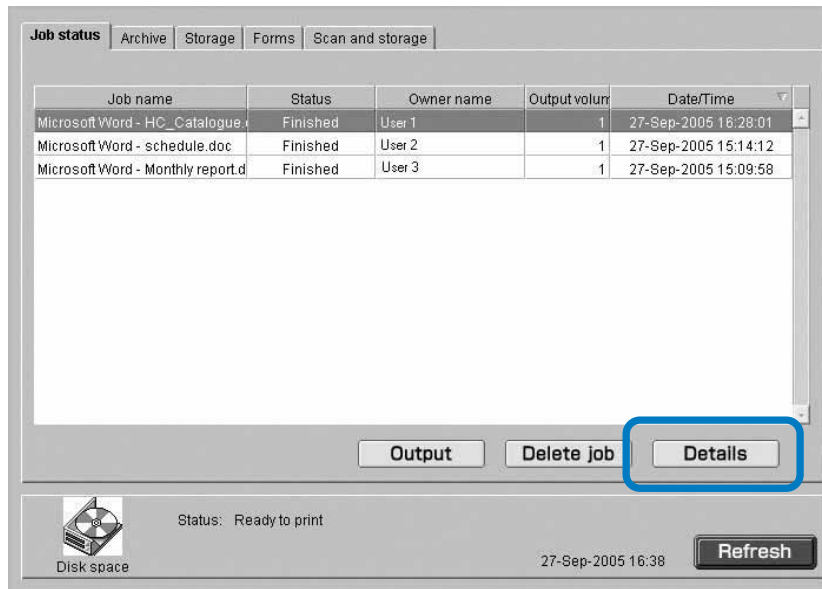 Job status Archive Storage Forms Scan and storage
Job name Status Owner name Output volum Date/Time
Microsoft Word - HC_Catalogue. Finished User 1 1 27-Sep-2005 16:28:01
Microsoft Word - schedule.doc Finished User 2 1 27-Sep-2005 15:14:12
Microsoft Word - Monthly report.d Finished User 3 1 27-Sep-2005 15:09:58
Output Delete job Details
Status: Ready to print
Disk space 27-Sep-2005 16:38 Refresh